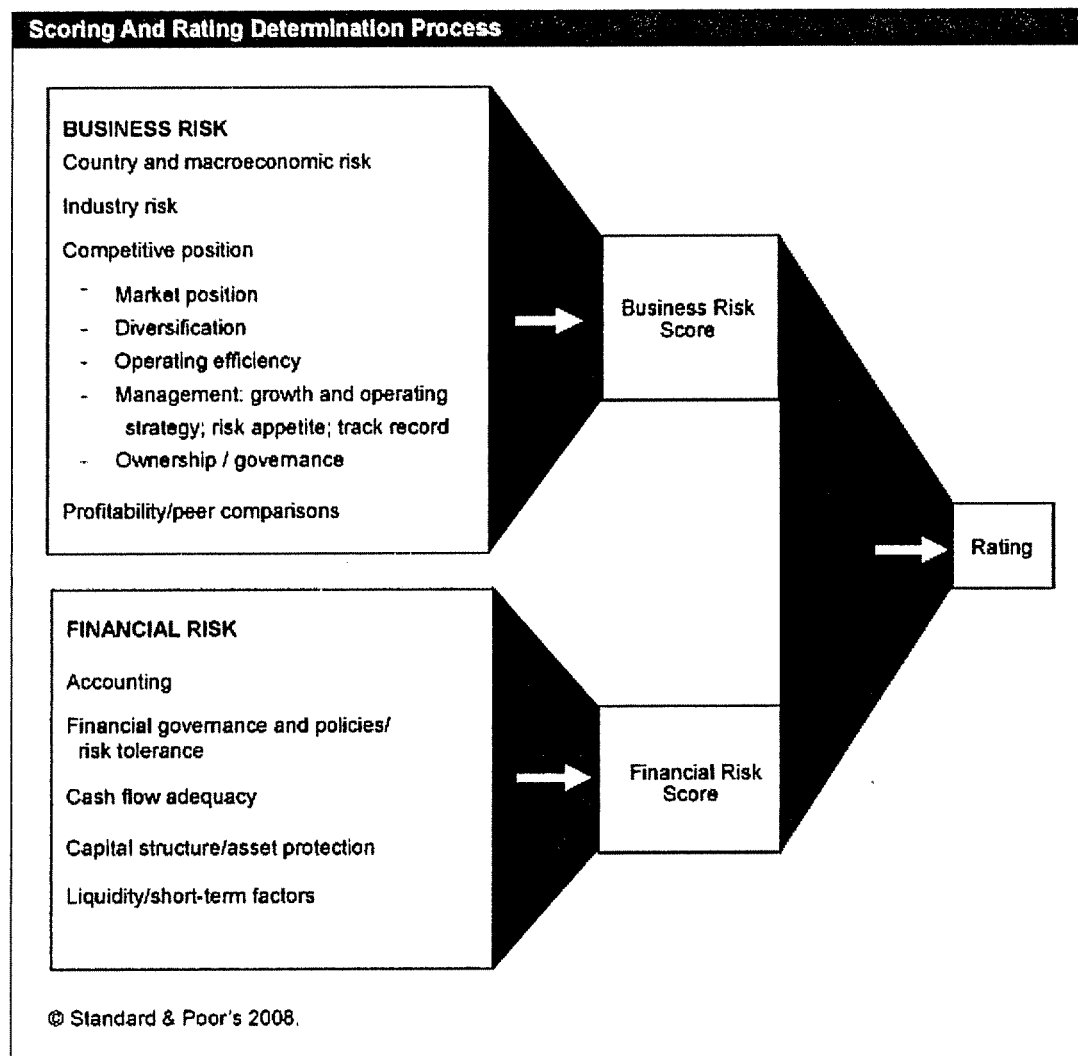 Scoring And Rating Determination Process
BUSINESS RISK
Country and macroeconomic risk
Industry risk
Competitive position
- Market position
- Diversification
- Operating efficiency
- Management: growth and operating
strategy; risk appetite; track record
- Ownership / governance
Profitability/peer comparisons
Business Risk
Score
Rating
FINANCIAL RISK
Accounting
Financial governance and policies/
risk tolerance
Cash flow adequacy
Capital structure/asset protection
Liquidity/short-term factors
Financial Risk
Score
© Standard & Poor's 2008.